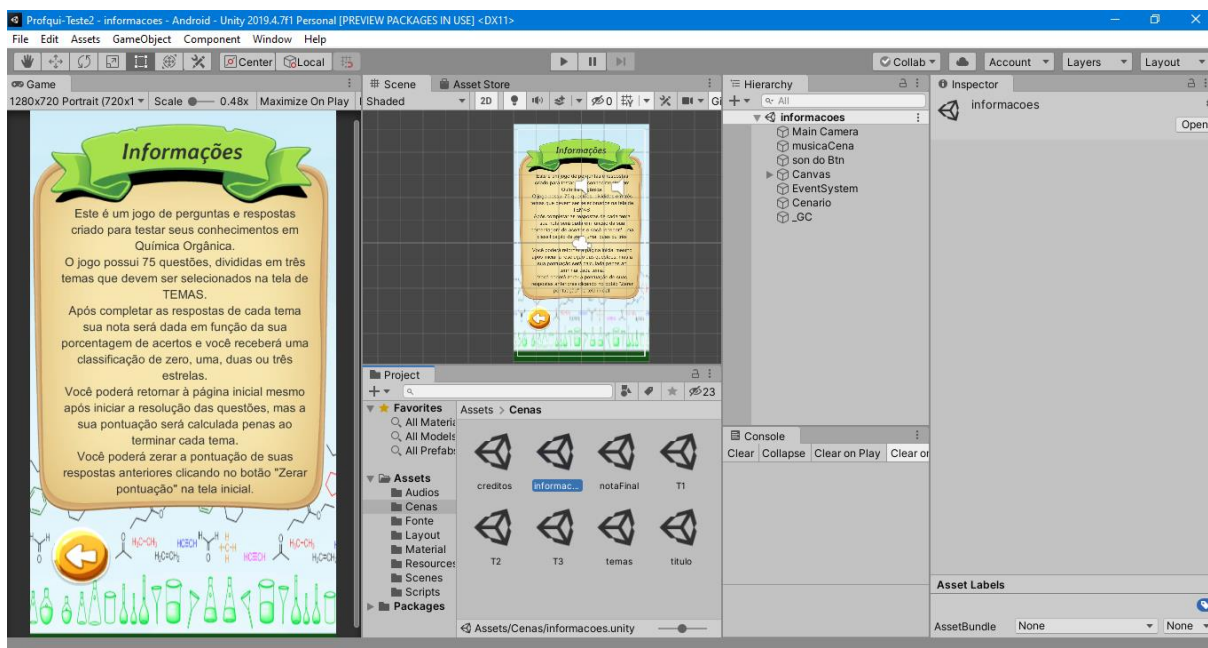 Profqui-Teste2 - informacoes - Android - Unity 2019.4.7f1 Personal [PREVIEW PACKAGES IN USE] <DX11>
File Edit Assets GameObject Component Window Help
Center Local
Collab Account Layers Layout
Game
1280x720 Portrait (720x1 Scale 0.48x Maximize On Play
Informações
Este é um jogo de perguntas e respostas
criado para testar seus conhecimentos em
Química Orgânica.
O jogo possui 75 questões, divididas em três
temas que devem ser selecionados na tela de
TEMAS.
Após completar as respostas de cada tema
sua nota será dada em função da sua
porcentagem de acertos e você receberá uma
classificação de zero, uma, duas ou três
estrelas.
Você poderá retornar à página inicial mesmo
após iniciar a resolução das questões, mas a
sua pontuação será calculada penas ao
terminar cada tema.
Você poderá zerar a pontuação de suas
respostas anteriores clicando no botão "Zerar
pontuação" na tela inicial.
Scene Asset Store
Shaded 2D 0 Gi
Informações
Project
23
Favorites
All Materia
All Models
All Prefabs
Assets
Audios
Cenas
Fonte
Layout
Material
Resources
Scenes
Scripts
Packages
Assets > Cenas
creditos informac... notaFinal T1
T2 T3 temas titulo
Assets/Cenas/informacoes.unity
Hierarchy
All
informacoes
Main Camera
musicaCena
son do Btn
Canvas
EventSystem
Cenario
_GC
Console
Clear Collapse Clear on Play Clear or
Inspector
informacoes
Open
Asset Labels
AssetBundle None None